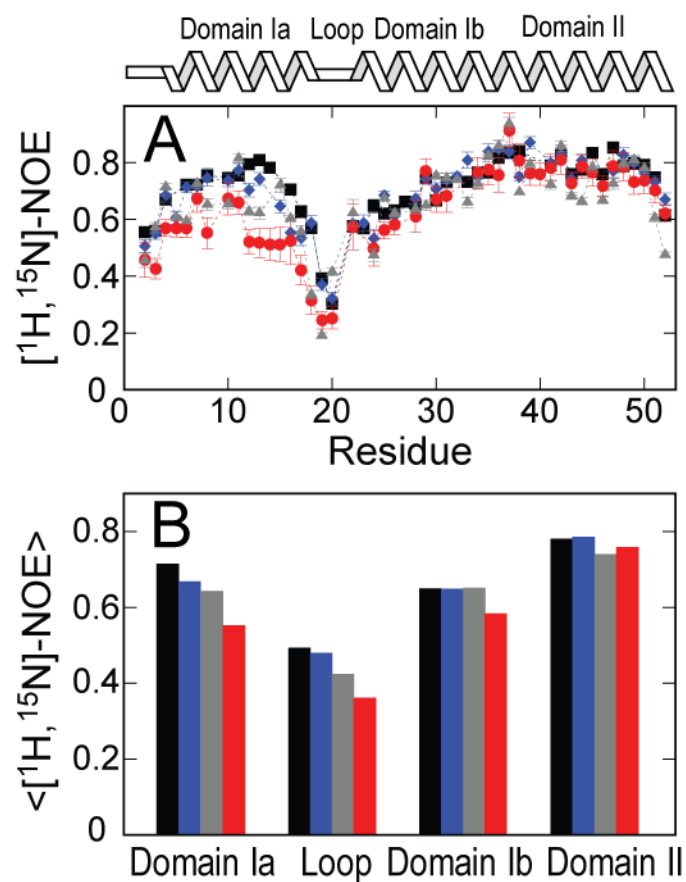 Domain Ia Loop Domain Ib Domain II
A
[¹H,¹⁵N]-NOE
0.8
0.6
0.4
0.2
0
0 10 20 30 40 50
Residue
B
<[¹H,¹⁵N]-NOE>
0.8
0.6
0.4
0.2
0
Domain Ia Loop Domain Ib Domain II